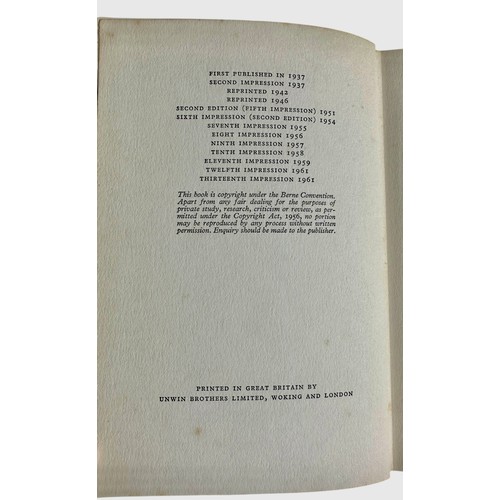 FIRST PUBLISHED IN 1937
SECOND IMPRESSION 1937
REPRINTED 1942
REPRINTED 1946
SECOND EDITION (FIFTH IMPRESSION) 1951
SIXTH IMPRESSION (SECOND EDITION) 1954
SEVENTH IMPRESSION 1955
EIGHT IMPRESSION 1956
NINTH IMPRESSION 1957
TENTH IMPRESSION 1958
ELEVENTH IMPRESSION 1959
TWELFTH IMPRESSION 1961
THIRTEENTH IMPRESSION 1961
This book is copyright under the Berne Convention.
Apart from any fair dealing for the purposes of
private study, research, criticism or review, as per-
mitted under the Copyright Act, 1956, no portion
may be reproduced by any process without written
permission. Enquiry should be made to the publisher.
PRINTED IN GREAT BRITAIN BY
UNWIN BROTHERS LIMITED, WOKING AND LONDON